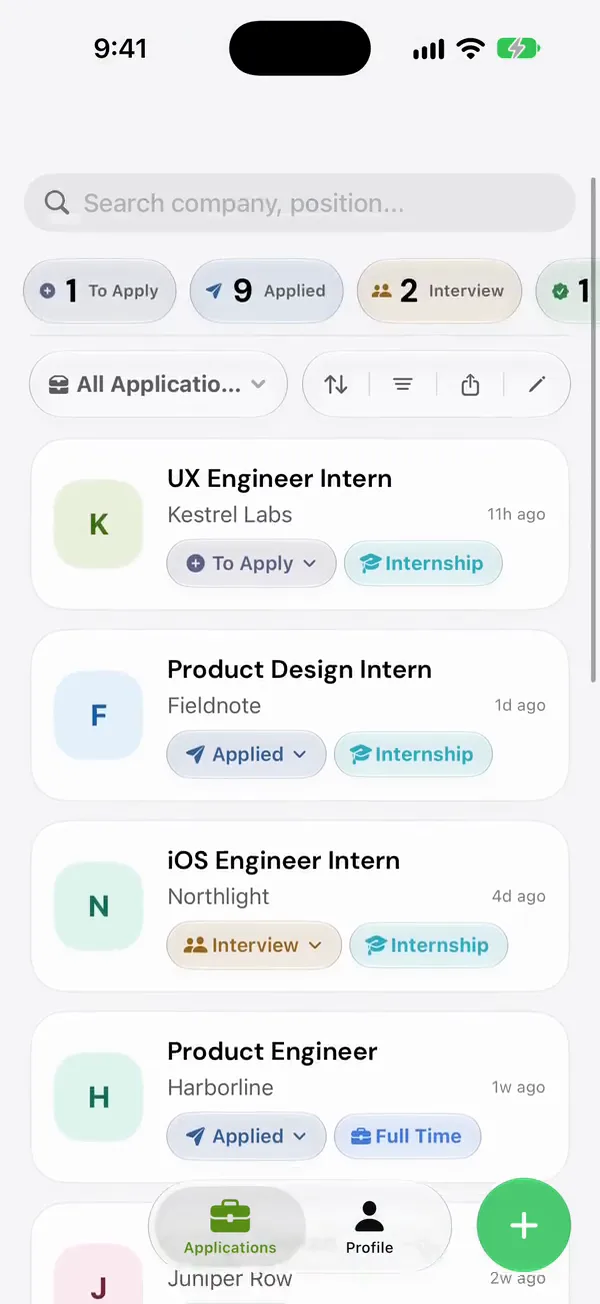 9:41
Search company, position...
1 To Apply
9 Applied
2 Interview
1
All Applicatio...
UX Engineer Intern
K
Kestrel Labs
11h ago
To Apply
Internship
Product Design Intern
F
Fieldnote
1d ago
Applied
Internship
iOS Engineer Intern
N
Northlight
4d ago
Interview
Internship
Product Engineer
H
Harborline
1w ago
Applied
Full Time
Applications
Profile
J
Juniper Row
2w ago